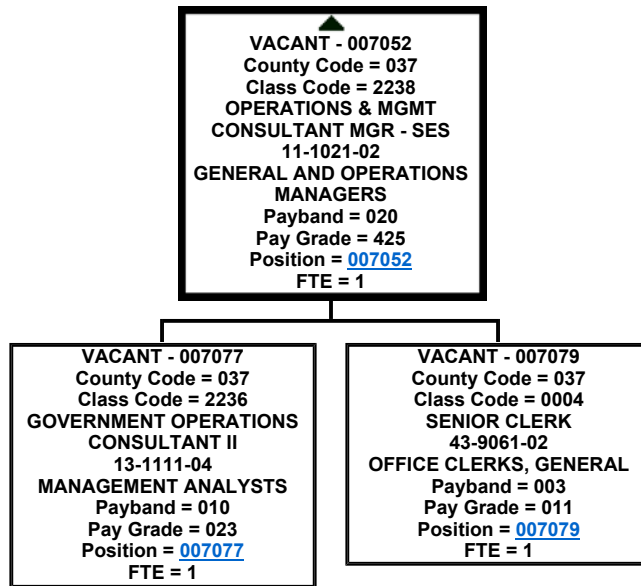 VACANT - 007052
County Code = 037
Class Code = 2238
OPERATIONS & MGMT
CONSULTANT MGR - SES
11-1021-02
GENERAL AND OPERATIONS
MANAGERS
Payband = 020
Pay Grade = 425
Position = 007052
FTE = 1
VACANT - 007077
County Code = 037
Class Code = 2236
GOVERNMENT OPERATIONS
CONSULTANT II
13-1111-04
MANAGEMENT ANALYSTS
Payband = 010
Pay Grade = 023
Position = 007077
FTE = 1
VACANT - 007079
County Code = 037
Class Code = 0004
SENIOR CLERK
43-9061-02
OFFICE CLERKS, GENERAL
Payband = 003
Pay Grade = 011
Position = 007079
FTE = 1